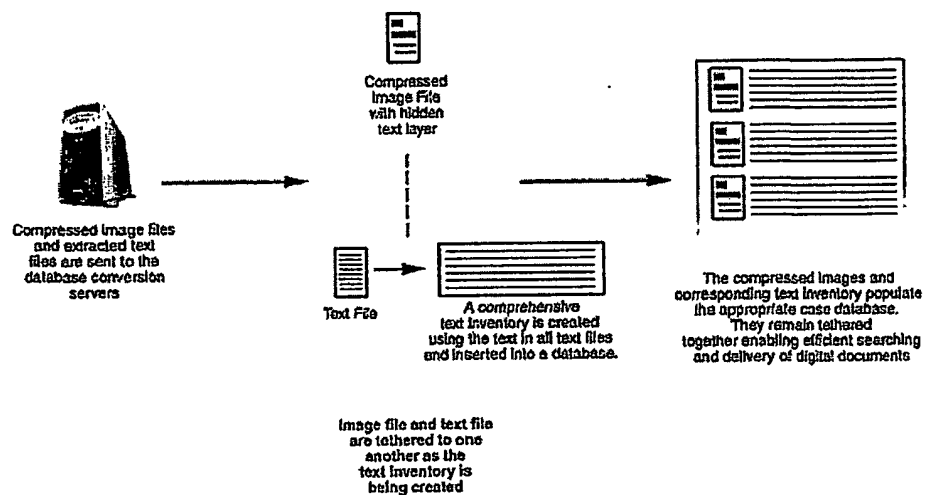 Compressed Image files
and extracted text
files are sent to the
database conversion
servers
Compressed
Image File
with hidden
text layer
Text File
A comprehensive
text Inventory is created
using the text in all text files
and inserted into a database.
Image file and text file
are tethered to one
another as the
text Inventory is
being created
The compressed images and
corresponding text inventory populate
the appropriate case database.
They remain tethered
together enabling efficient searching
and delivery of digital documents